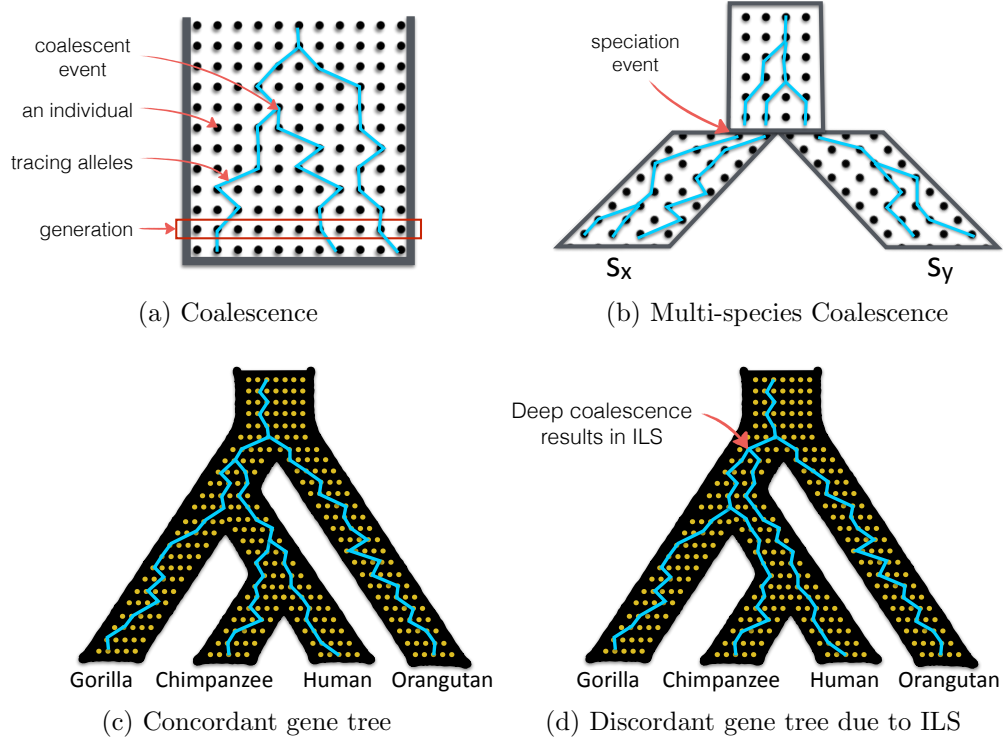 coalescent
event
an individual
tracing alleles
generation
(a) Coalescence
speciation
event
Sx
Sy
(b) Multi-species Coalescence
Gorilla Chimpanzee Human Orangutan
(c) Concordant gene tree
Deep coalescence
results in ILS
Gorilla Chimpanzee Human Orangutan
(d) Discordant gene tree due to ILS